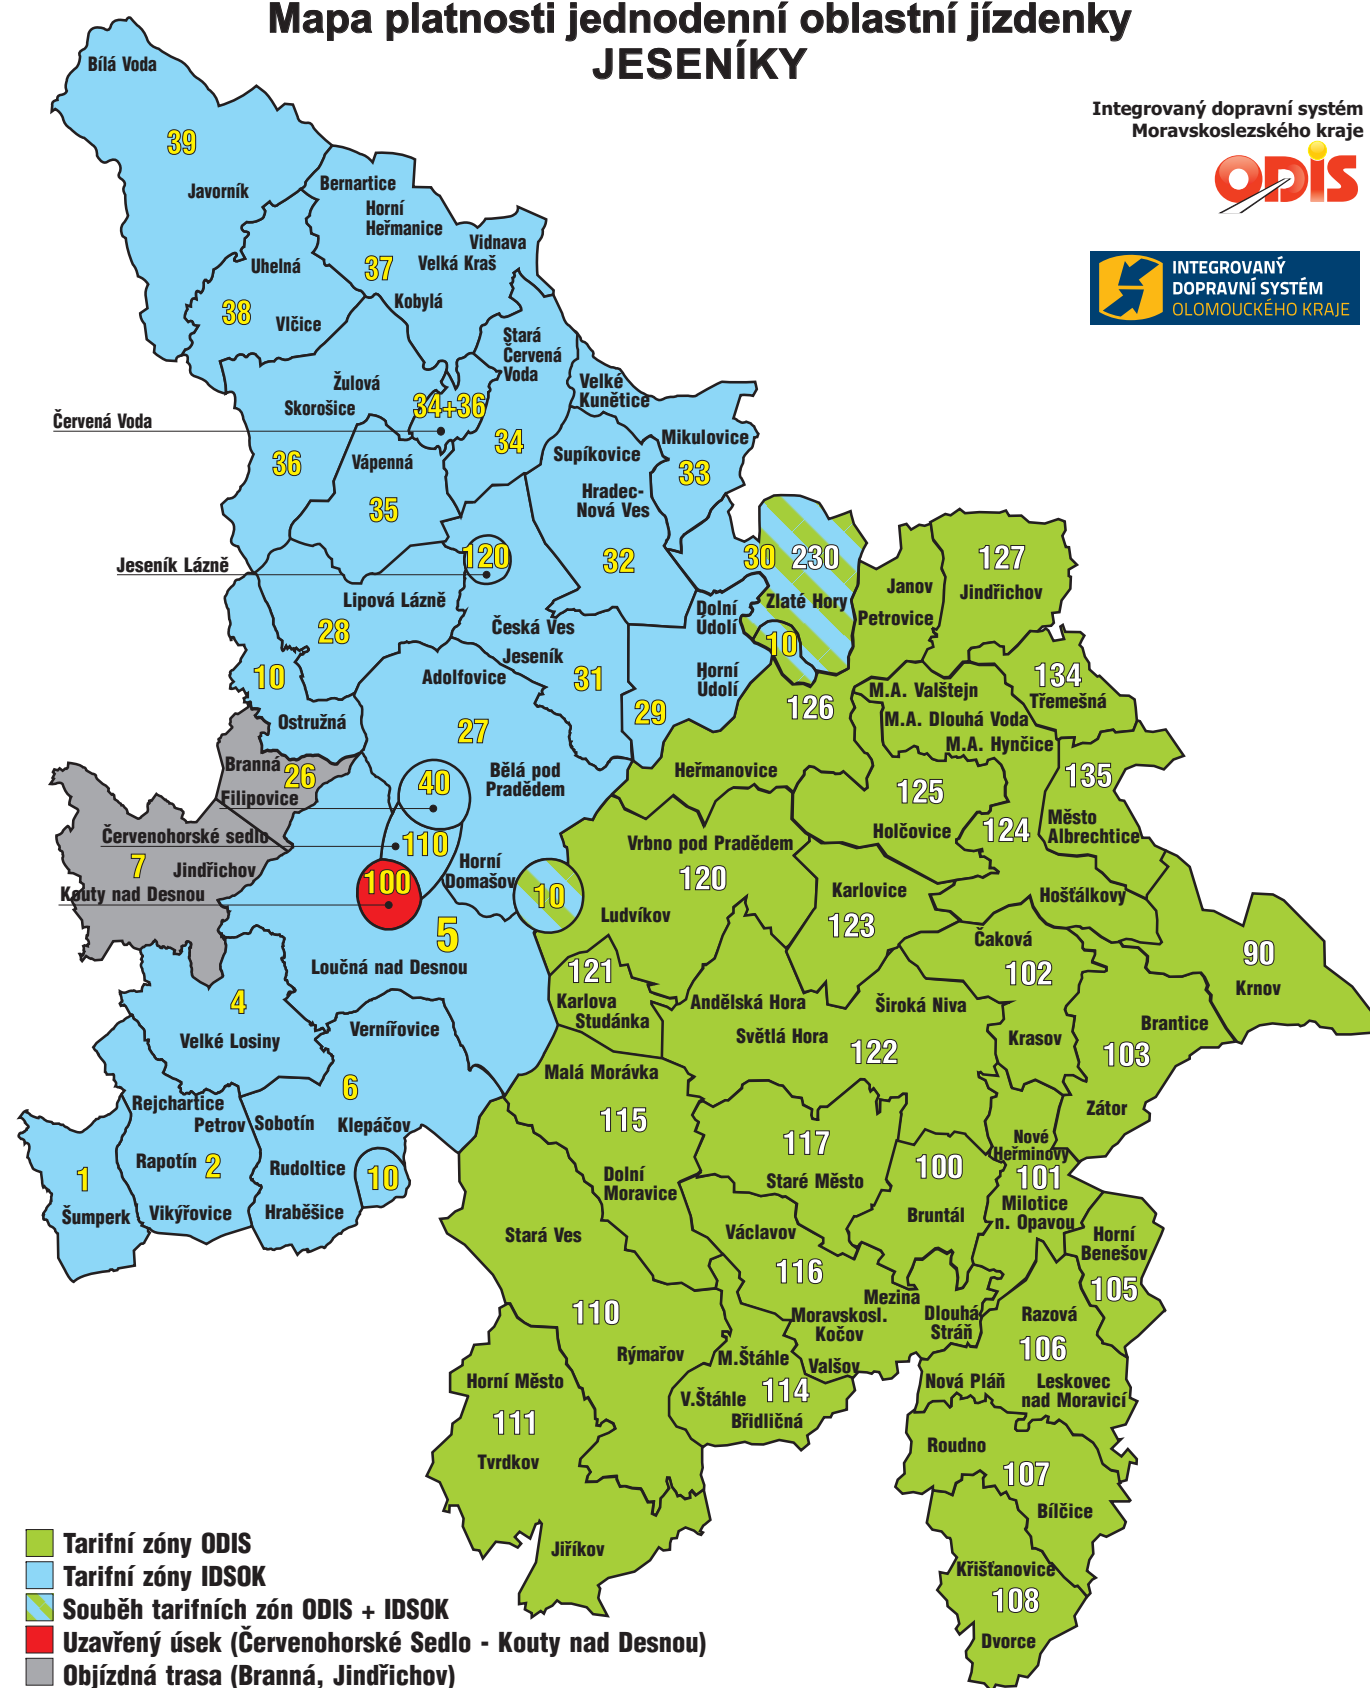 Mapa platnosti jednodenní oblastní jízdenky
JESENÍKY
Integrovaný dopravní systém
Moravskoslezského kraje
ODIS
INTEGROVANÝ
DOPRAVNÍ SYSTÉM
OLOMOUCKÉHO KRAJE
Bílá Voda
39
Javorník
Bernartice
Horní
Heřmanice
Vidnava
37
Velká Kraš
Kobylá
Uhelná
38
Vlčice
Stará
Červená
Voda
Žulová
Skorošice
34+36
Červená Voda
34
Velké
Kunětice
Mikulovice
33
Supíkovice
Hradec-
Nová Ves
32
36
Vápenná
35
Jeseník Lázně
120
30
230
Zlaté Hory
10
Janov
Petrovice
127
Jindřichov
Lipová Lázně
28
Česká Ves
Jeseník
31
Dolní
Údolí
Horní
Údolí
29
10
Ostružná
Adolfovice
27
126
M.A. Valštejn
M.A. Dlouhá Voda
M.A. Hynčice
134
Třemešná
Branná
26
Filipovice
40
Bělá pod
Pradědem
Heřmanovice
125
Holčovice
135
Město
Albrechtice
124
Červenohorské sedlo
7
Jindřichov
110
Horní
Domašov
Kouty nad Desnou
100
10
5
Loučná nad Desnou
Vrbno pod Pradědem
120
Ludvíkov
Karlovice
123
Hošťálkovy
Čaková
102
90
Krnov
121
Karlova
Studánka
Andělská Hora
Světlá Hora
122
Široká Niva
Krasov
Brantice
103
Zátor
4
Velké Losiny
Vernířovice
6
Klepáčov
Sobotín
Rudoltice
Hraběšice
10
Rejchartice
Petrov
Rapotín
2
Vikýřovice
1
Šumperk
Malá Morávka
115
Dolní
Moravice
117
Staré Město
100
Bruntál
Nové
Heřminovy
101
Milotice
n. Opavou
Horní
Benešov
105
Stará Ves
110
Rýmařov
Václavov
116
Mezina
Moravskosl.
Kočov
Valšov
Dlouhá
Stráň
Razová
106
Nová Pláň
Leskovec
nad Moravicí
M.Štáhle
114
V.Štáhle
Břidličná
Horní Město
111
Tvrdkov
Jiříkov
Roudno
107
Bílčice
Křišťanovice
108
Dvorce
Tarifní zóny ODIS
Tarifní zóny IDSOK
Souběh tarifních zón ODIS + IDSOK
Uzavřený úsek (Červenohorské Sedlo - Kouty nad Desnou)
Objízdná trasa (Branná, Jindřichov)